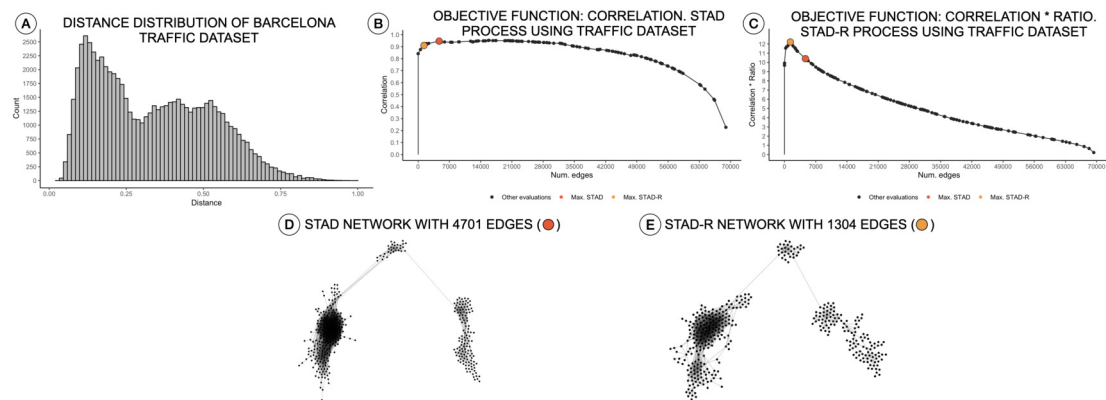 A
DISTANCE DISTRIBUTION OF BARCELONA
TRAFFIC DATASET
Count
2500
2250
2000
1750
1500
1250
1000
750
500
250
0
0.00
0.25
0.50
0.75
1.00
Distance
B
OBJECTIVE FUNCTION: CORRELATION. STAD
PROCESS USING TRAFFIC DATASET
Correlation
1.0
0.9
0.8
0.7
0.6
0.5
0.4
0.3
0.2
0.1
0.0
0
7000
14000
21000
28000
35000
42000
49000
56000
63000
70000
Num. edges
Other evaluations
Max. STAD
Max. STAD-R
C
OBJECTIVE FUNCTION: CORRELATION * RATIO.
STAD-R PROCESS USING TRAFFIC DATASET
Correlation * Ratio
12
11
10
9
8
7
6
5
4
3
2
1
0
0
7000
14000
21000
28000
35000
42000
49000
56000
63000
70000
Num. edges
Other evaluations
Max. STAD
Max. STAD-R
D
STAD NETWORK WITH 4701 EDGES ( )
E
STAD-R NETWORK WITH 1304 EDGES ( )